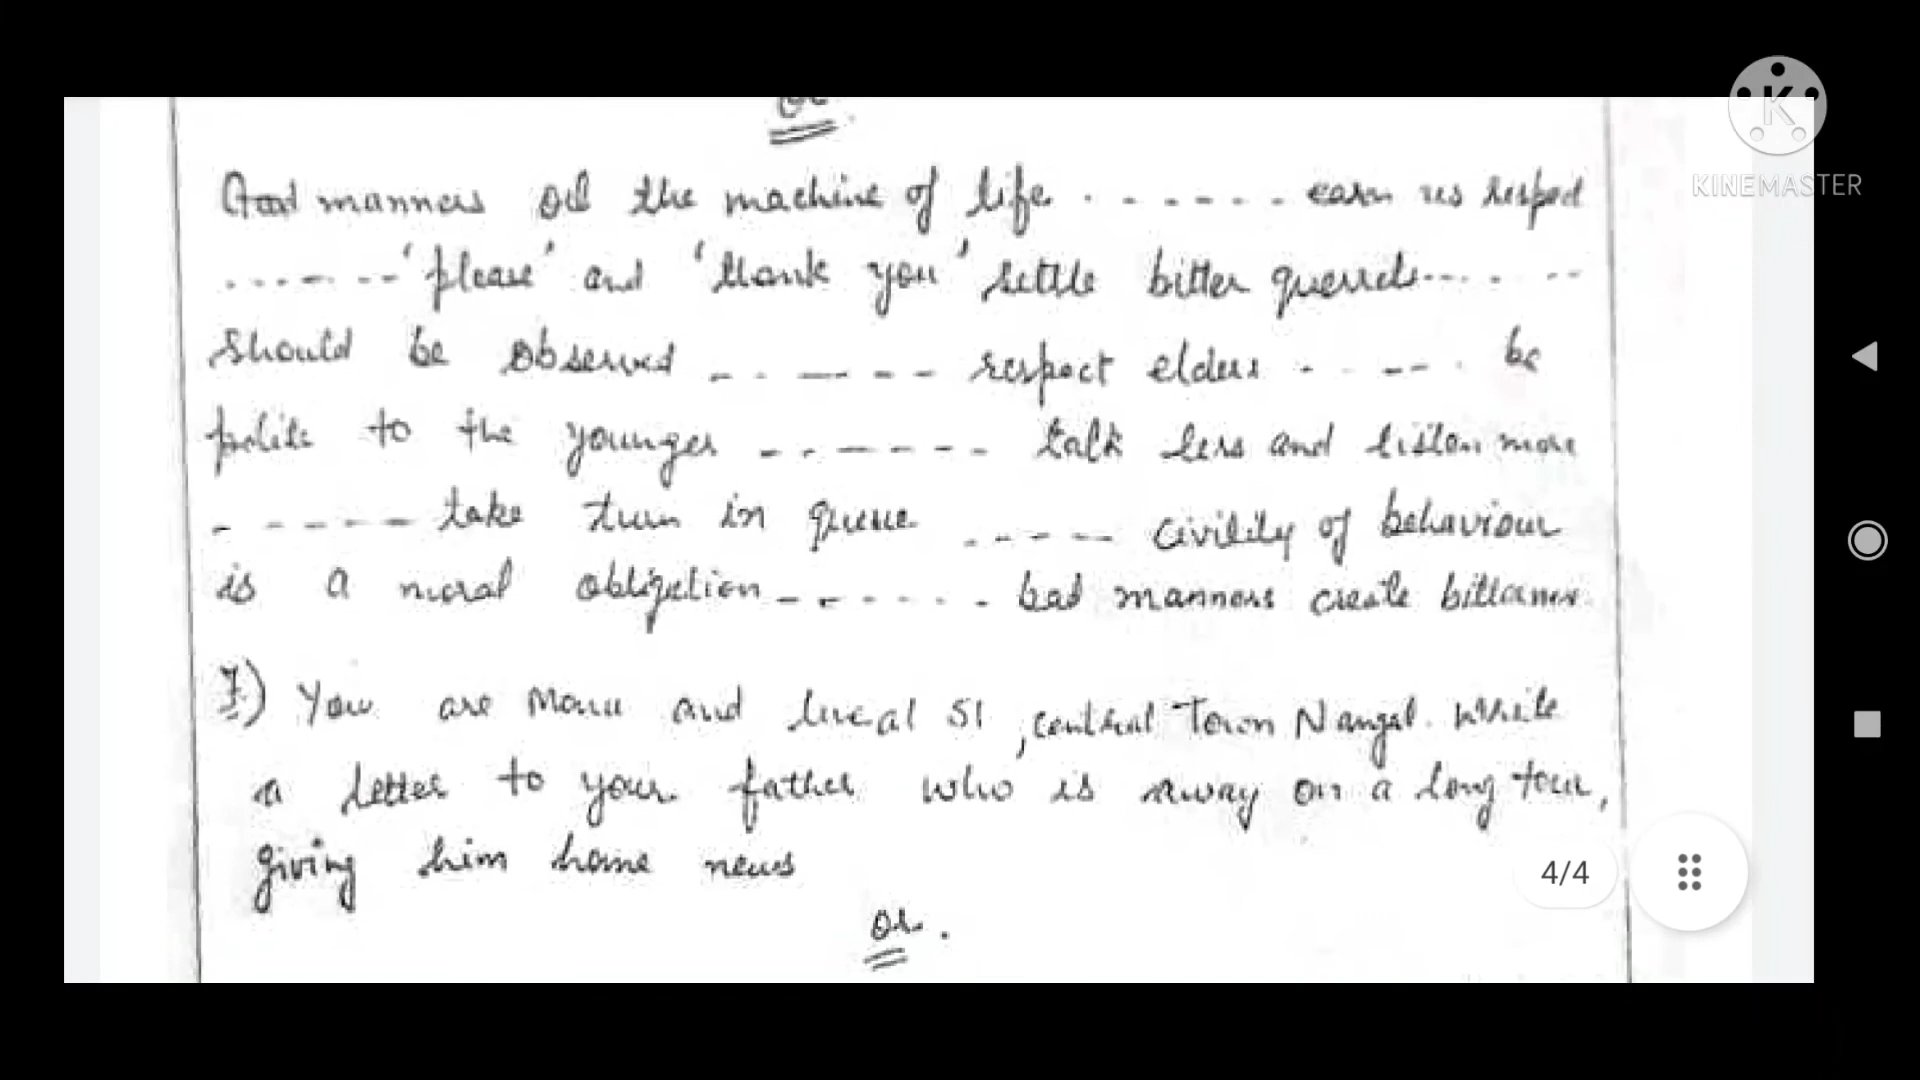 or.
Good manners oil the machine of life . - - - - - - earn us respect
. . . - - - - 'please' and 'thank you' settle bitter querrels - - . . --
should be observed - - - - - - respect elders . . - - - . be
polite to the younger - . - - - - - talk less and listen more
- - - - - - take turn in queue - . - - - - civility of behaviour
is a moral obligation - - - - - - . bad manners create bitterness.
7.) You are Manu and live at 51, central Town Nangal. Write
a letter to your father who is away on a long tour,
giving him home news
or.
4/4
K
KINEMASTER